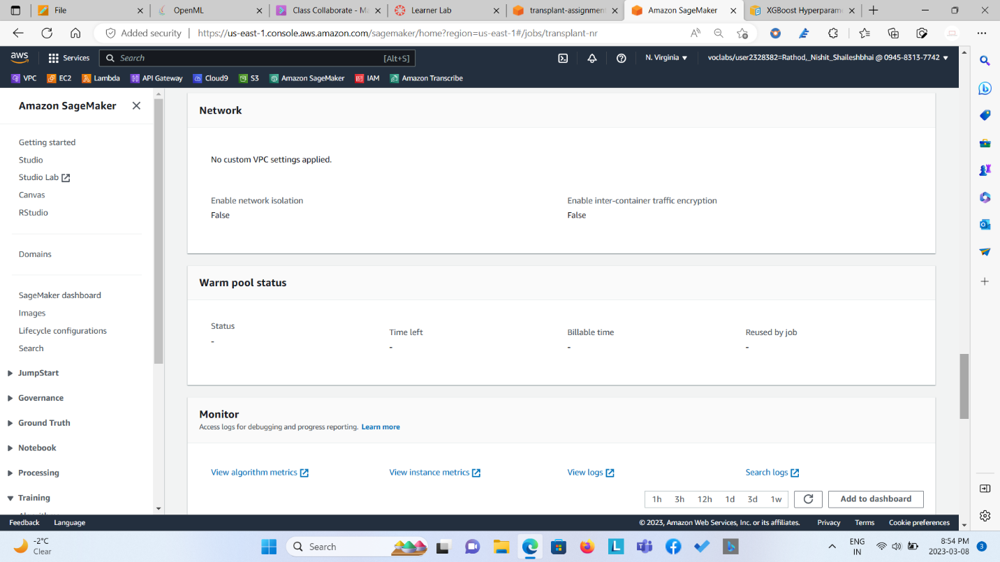 File
OpenML
Class Collaborate - Ma
Learner Lab
transplant-assignment
Amazon SageMaker
XGBoost Hyperparame
Added security
https://us-east-1.console.aws.amazon.com/sagemaker/home?region=us-east-1#/jobs/transplant-nr
aws
Services
Search
[Alt+S]
N. Virginia
voclabs/user2328382=Rathod,_Nishit_Shaileshbhai @ 0945-8313-7742
VPC
EC2
Lambda
API Gateway
Cloud9
S3
Amazon SageMaker
IAM
Amazon Transcribe
Amazon SageMaker
Getting started
Studio
Studio Lab
Canvas
RStudio
Domains
SageMaker dashboard
Images
Lifecycle configurations
Search
JumpStart
Governance
Ground Truth
Notebook
Processing
Training
Network
No custom VPC settings applied.
Enable network isolation
False
Enable inter-container traffic encryption
False
Warm pool status
Status
-
Time left
-
Billable time
-
Reused by job
-
Monitor
Access logs for debugging and progress reporting. Learn more
View algorithm metrics
View instance metrics
View logs
Search logs
1h 3h 12h 1d 3d 1w
Add to dashboard
Feedback
Language
© 2023, Amazon Web Services, Inc. or its affiliates.
Privacy
Terms
Cookie preferences
-2°C
Clear
Search
ENG
IN
8:54 PM
2023-03-08
3